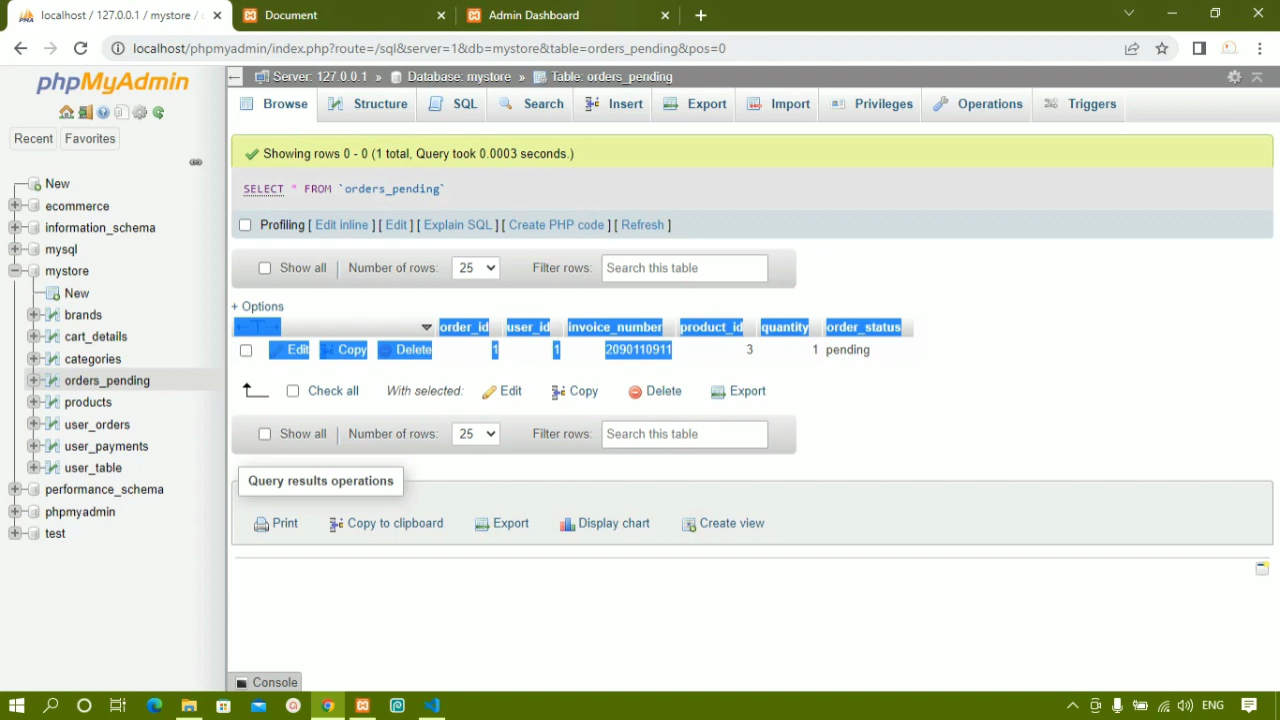 localhost / 127.0.0.1 / mystore /
Document
Admin Dashboard
localhost/phpmyadmin/index.php?route=/sql&server=1&db=mystore&table=orders_pending&pos=0
phpMyAdmin
Recent
Favorites
New
ecommerce
information_schema
mysql
mystore
New
brands
cart_details
categories
orders_pending
products
user_orders
user_payments
user_table
performance_schema
phpmyadmin
test
Server: 127.0.0.1 » Database: mystore » Table: orders_pending
Browse Structure SQL Search Insert Export Import Privileges Operations Triggers
Showing rows 0 - 0 (1 total, Query took 0.0003 seconds.)
SELECT * FROM `orders_pending`
Profiling [ Edit inline ] [ Edit ] [ Explain SQL ] [ Create PHP code ] [ Refresh ]
Show all Number of rows: 25 Filter rows: Search this table
+ Options
←T→ order_id user_id invoice_number product_id quantity order_status
Edit Copy Delete 1 1 2090110911 3 1 pending
Check all With selected: Edit Copy Delete Export
Show all Number of rows: 25 Filter rows: Search this table
Query results operations
Print Copy to clipboard Export Display chart Create view
Console
ENG